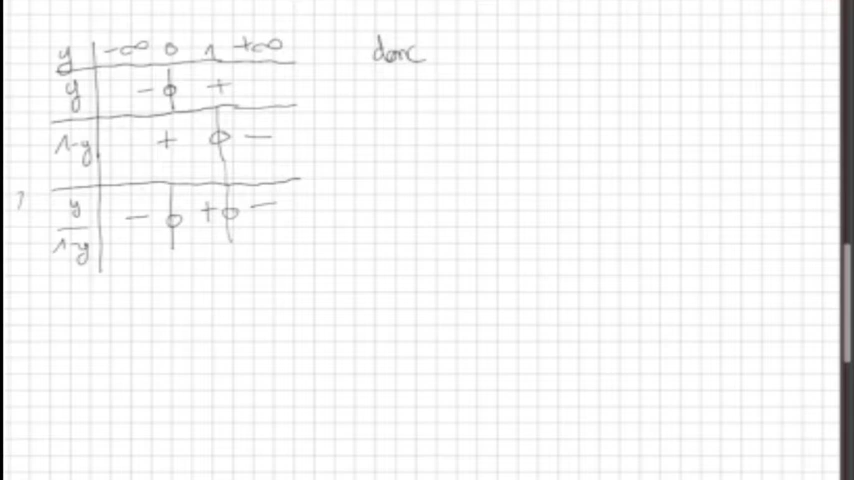 y -∞ 0 1 +∞ donc
y - 0 +
1-y + 0 -
y/1-y - 0 + 0 -